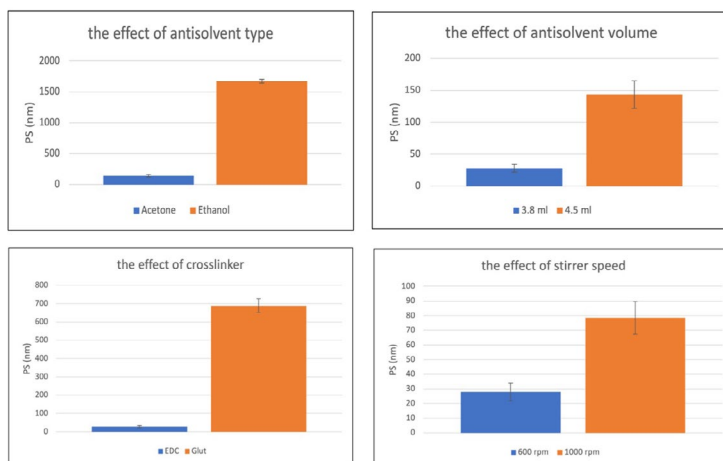 the effect of antisolvent type
2000
1500
1000
500
0
PS (nm)
Acetone Ethanol
the effect of antisolvent volume
200
150
100
50
0
PS (nm)
3.8 ml 4.5 ml
the effect of crosslinker
800
700
600
500
400
300
200
100
0
PS (nm)
EDC Glut
the effect of stirrer speed
100
90
80
70
60
50
40
30
20
10
0
PS (nm)
600 rpm 1000 rpm